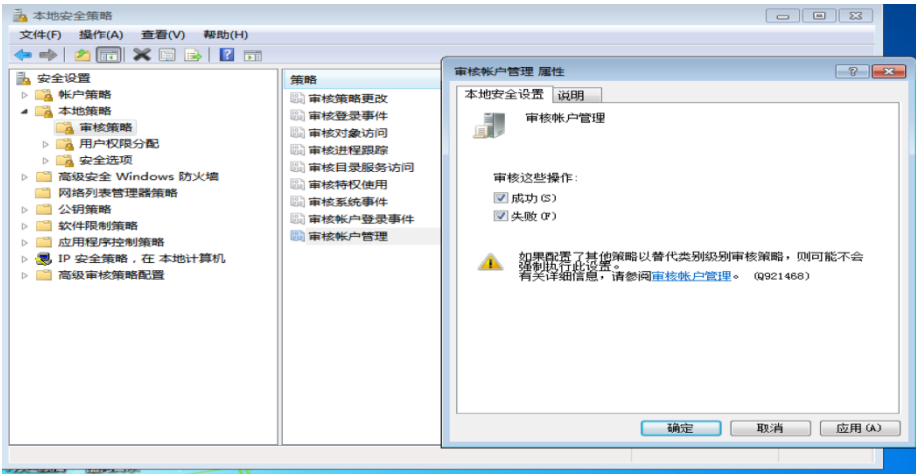 本地安全策略
文件(F) 操作(A) 查看(V) 帮助(H)
安全设置
帐户策略
本地策略
审核策略
用户权限分配
安全选项
高级安全 Windows 防火墙
网络列表管理器策略
公钥策略
软件限制策略
应用程序控制策略
IP 安全策略，在 本地计算机
高级审核策略配置
策略
审核策略更改
审核登录事件
审核对象访问
审核进程跟踪
审核目录服务访问
审核特权使用
审核系统事件
审核帐户登录事件
审核帐户管理
审核帐户管理 属性
本地安全设置 说明
审核帐户管理
审核这些操作:
成功(S)
失败(F)
如果配置了其他策略以替代类别级别审核策略，则可能不会
强制执行此设置。
有关详细信息，请参阅审核帐户管理。 (Q921468)
确定 取消 应用(A)